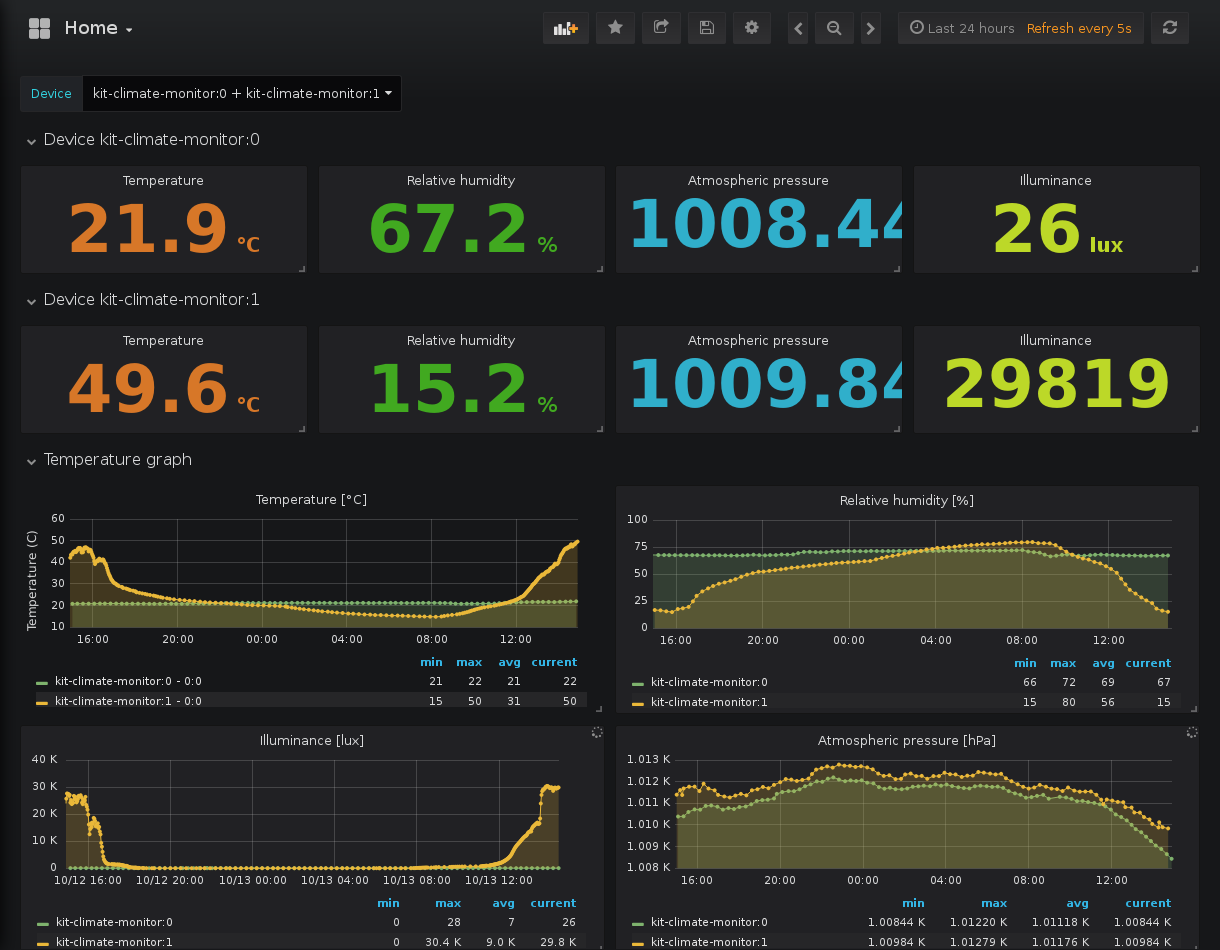 Home
Last 24 hours Refresh every 5s
Device kit-climate-monitor:0 + kit-climate-monitor:1
Device kit-climate-monitor:0
Temperature Relative humidity Atmospheric pressure Illuminance
21.9 °C 67.2 % 1008.44 26 lux
Device kit-climate-monitor:1
Temperature Relative humidity Atmospheric pressure Illuminance
49.6 °C 15.2 % 1009.84 29819
Temperature graph
Temperature [°C]
Temperature (C)
60
50
40
30
20
10
16:00 20:00 00:00 04:00 08:00 12:00
min max avg current
kit-climate-monitor:0 - 0:0 21 22 21 22
kit-climate-monitor:1 - 0:0 15 50 31 50
Relative humidity [%]
100
75
50
25
0
16:00 20:00 00:00 04:00 08:00 12:00
min max avg current
kit-climate-monitor:0 66 72 69 67
kit-climate-monitor:1 15 80 56 15
Illuminance [lux]
40 K
30 K
20 K
10 K
0
10/12 16:00 10/12 20:00 10/13 00:00 10/13 04:00 10/13 08:00 10/13 12:00
min max avg current
kit-climate-monitor:0 0 28 7 26
kit-climate-monitor:1 0 30.4 K 9.0 K 29.8 K
Atmospheric pressure [hPa]
1.013 K
1.012 K
1.011 K
1.010 K
1.009 K
1.008 K
16:00 20:00 00:00 04:00 08:00 12:00
min max avg current
kit-climate-monitor:0 1.00844 K 1.01220 K 1.01118 K 1.00844 K
kit-climate-monitor:1 1.00984 K 1.01279 K 1.01176 K 1.00984 K